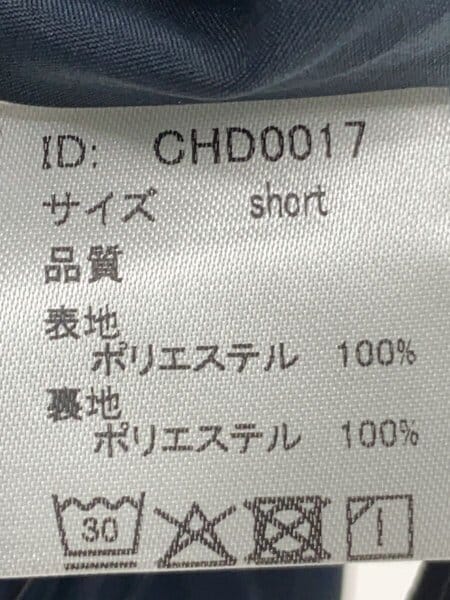 ID: CHD0017
サイズ short
品質
表地
ポリエステル 100%
裏地
ポリエステル 100%
30